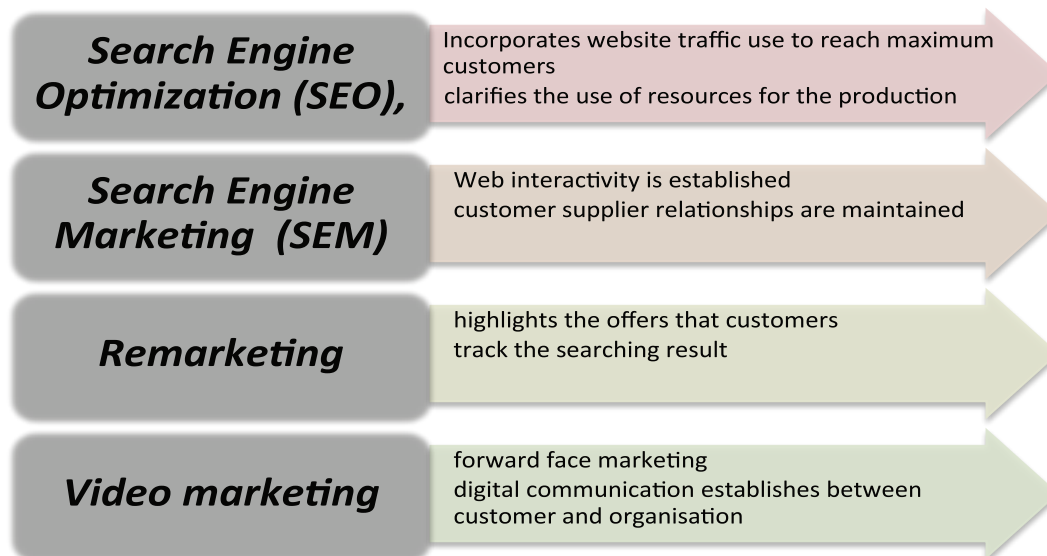 Search Engine
Optimization (SEO),
Incorporates website traffic use to reach maximum
customers
clarifies the use of resources for the production
Search Engine
Marketing (SEM)
Web interactivity is established
customer supplier relationships are maintained
Remarketing
highlights the offers that customers
track the searching result
Video marketing
forward face marketing
digital communication establishes between
customer and organisation